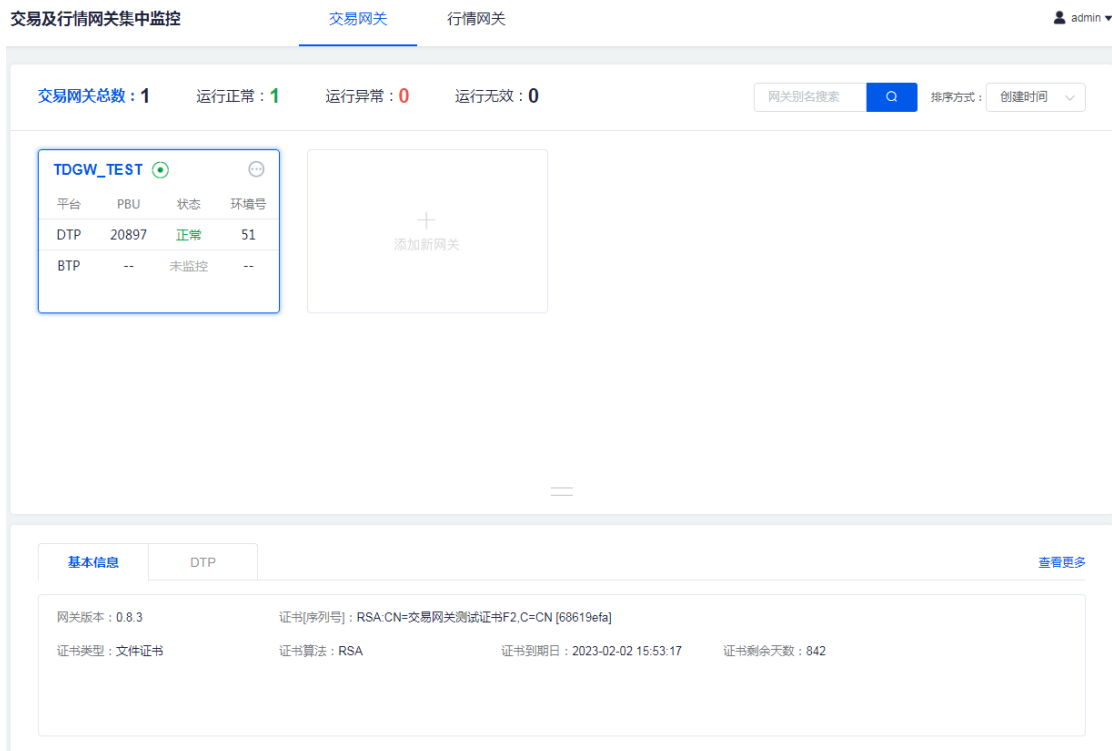 交易及行情网关集中监控 交易网关 行情网关 admin
交易网关总数：1 运行正常：1 运行异常：0 运行无效：0 网关别名搜索 排序方式： 创建时间
TDGW_TEST
平台 PBU 状态 环境号
DTP 20897 正常 51
BTP -- 未监控 --
添加新网关
基本信息 DTP 查看更多
网关版本：0.8.3 证书[序列号]：RSA:CN=交易网关测试证书F2,C=CN [68619efa]
证书类型：文件证书 证书算法：RSA 证书到期日：2023-02-02 15:53:17 证书剩余天数：842